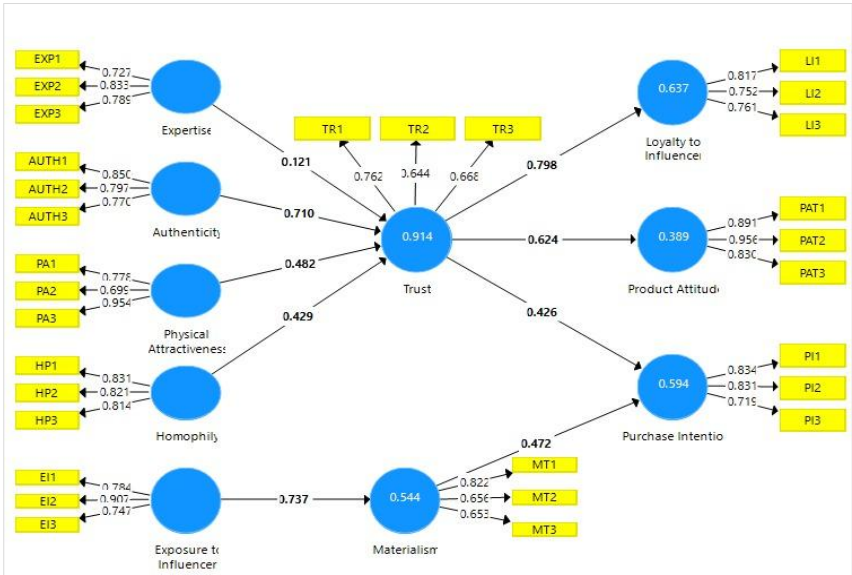 EXP1
0.727
EXP2
0.833
EXP3
0.789
Expertise
0.121
AUTH1
0.850
AUTH2
0.797
AUTH3
0.770
Authenticity
0.710
PA1
0.778
PA2
0.699
PA3
0.954
Physical
Attractiveness
0.482
HP1
0.831
HP2
0.821
HP3
0.814
Homophily
0.429
EI1
0.784
EI2
0.907
EI3
0.747
Exposure to
Influencer
0.737
TR1
TR2
TR3
0.762
0.644
0.668
0.914
Trust
0.798
0.624
0.426
0.544
Materialism
0.472
MT1
0.822
MT2
0.656
MT3
0.653
0.637
Loyalty to
Influencer
0.817
LI1
0.752
LI2
0.761
LI3
0.389
Product Attitud
0.891
PAT1
0.956
PAT2
0.830
PAT3
0.594
Purchase Intentio
0.834
PI1
0.831
PI2
0.719
PI3